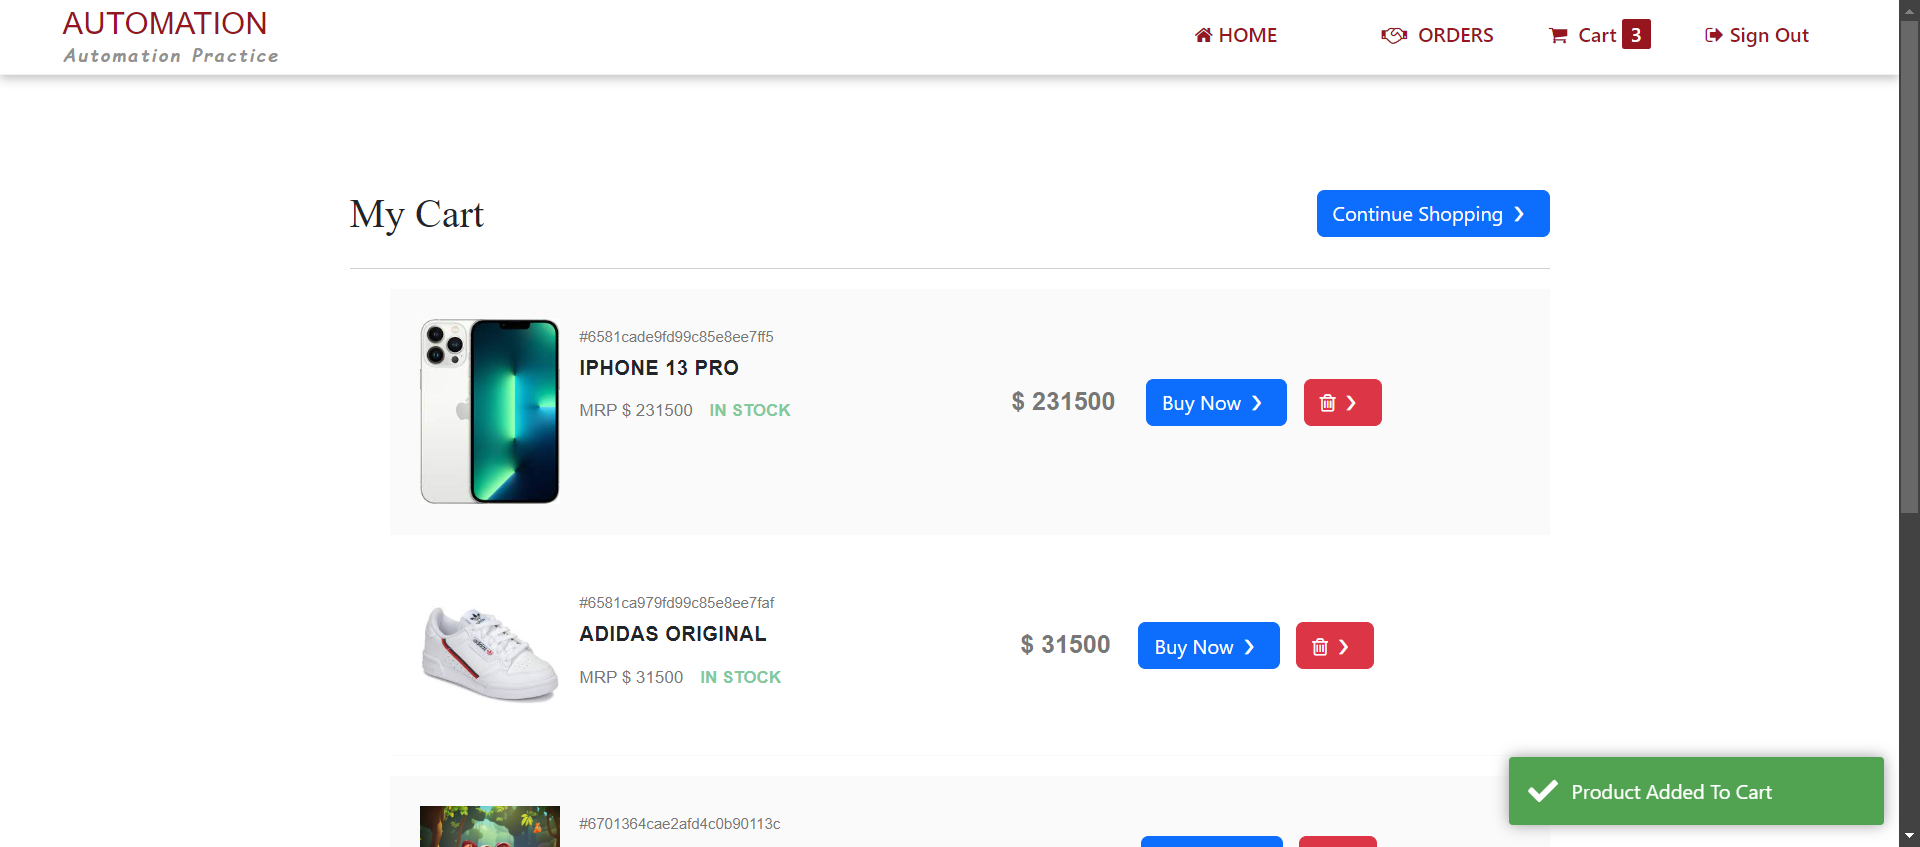 AUTOMATION
Automation Practice
HOME
ORDERS
Cart 3
Sign Out
My Cart
Continue Shopping ❯
#6581cade9fd99c85e8ee7ff5
IPHONE 13 PRO
MRP $ 231500 IN STOCK
$ 231500
Buy Now ❯
#6581ca979fd99c85e8ee7faf
ADIDAS ORIGINAL
MRP $ 31500 IN STOCK
$ 31500
Buy Now ❯
#6701364cae2afd4c0b90113c
Product Added To Cart